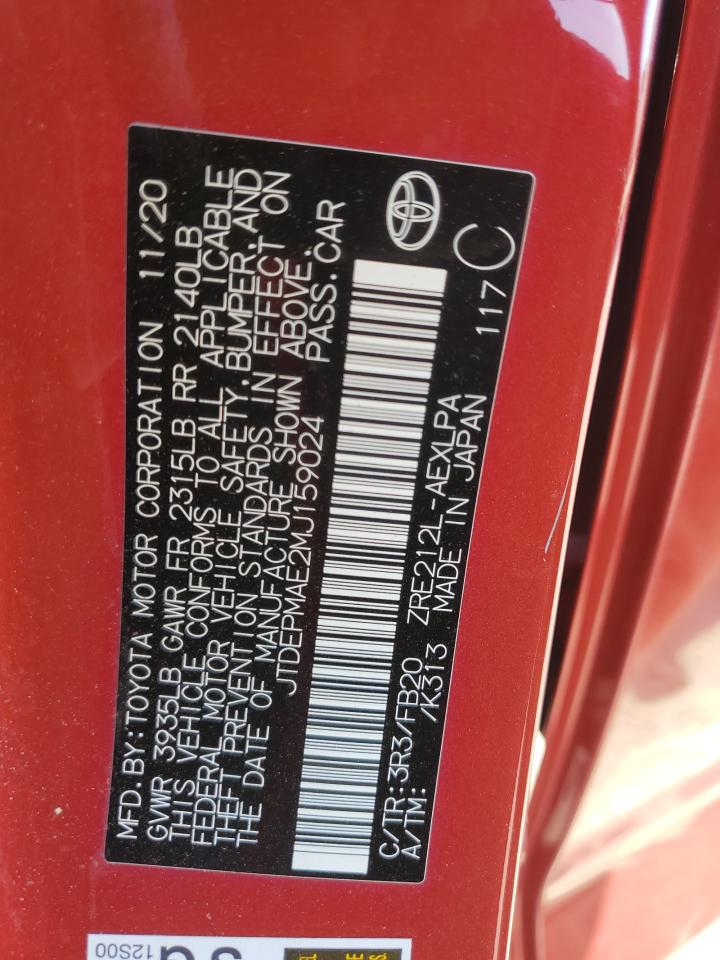 MFD. BY: TOYOTA MOTOR CORPORATION 11/20
GVWR 3935LB GAWR FR 2315LB RR 2140LB
THIS VEHICLE CONFORMS TO ALL APPLICABLE
FEDERAL MOTOR VEHICLE SAFETY, BUMPER, AND
THEFT PREVENTION STANDARDS IN EFFECT ON
THE DATE OF MANUFACTURE SHOWN ABOVE.
JTDEPMAE2MJ159024 PASS. CAR
C/TR: 3R3/FB20 ZRE212L-AEXLPA
A/TM: /K313 MADE IN JAPAN 117 C
12S00